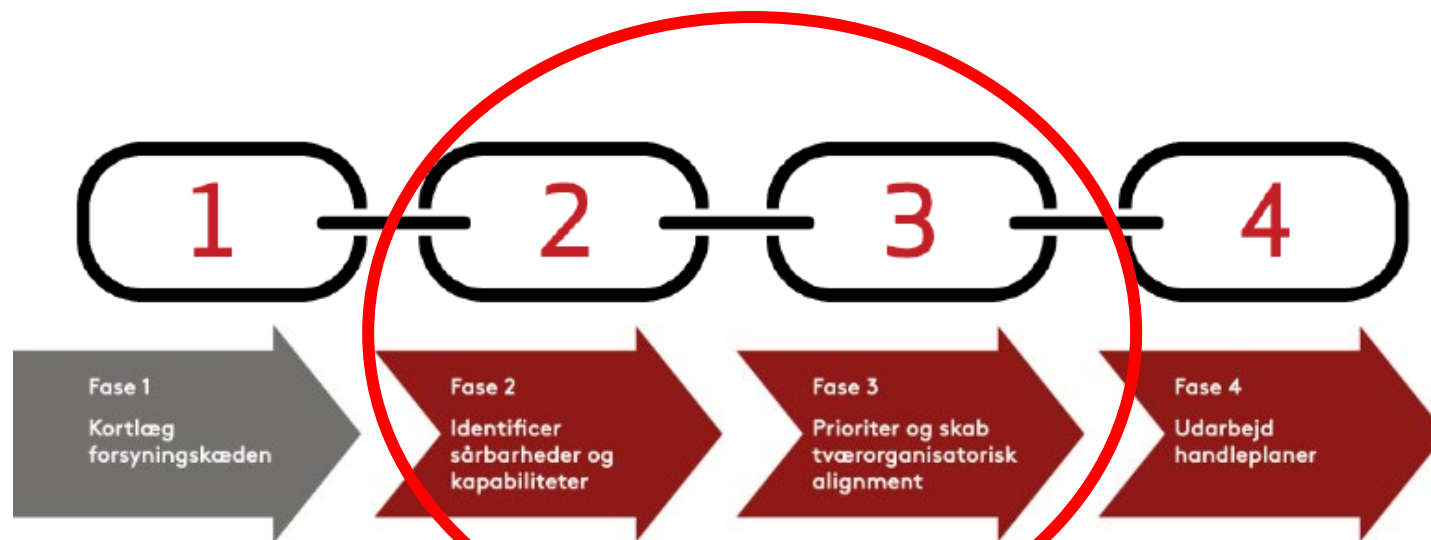 1
2
3
4
Fase 1
Kortlæg
forsyningskæden
Fase 2
Identificer
sårbarheder og
kapabiliteter
Fase 3
Prioriter og skab
tværorganisatorisk
alignment
Fase 4
Udarbejd
handleplaner